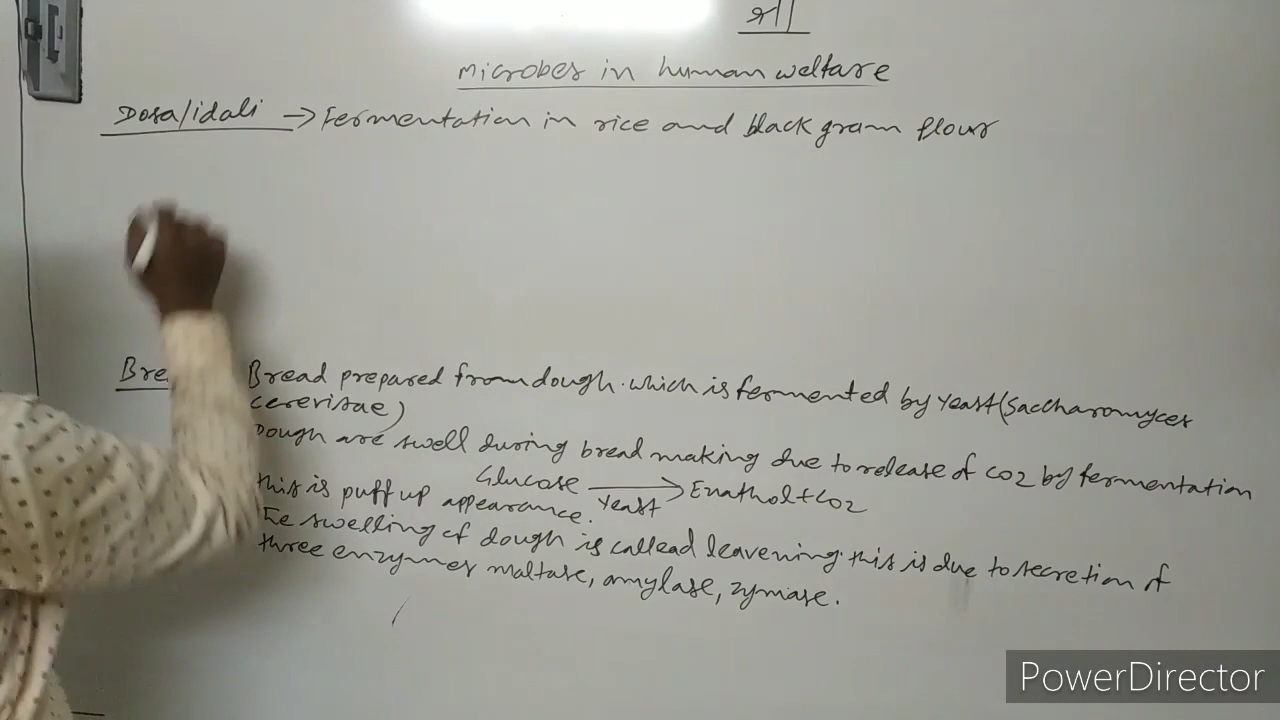 श्री
Microbes in human welfare
Dosa/idali → Fermentation in rice and black gram flour
Bre
Bread prepared from dough. which is fermented by yeast (Saccharomyces
cerevisae)
Dough are swell during bread making due to release of CO2 by fermentation
Glucose → Enathol + CO2
Yeast
this is puff up appearance.
swelling of dough is callead leavening. this is due to secretion of
three enzymes maltase, amylase, zymase.
PowerDirector